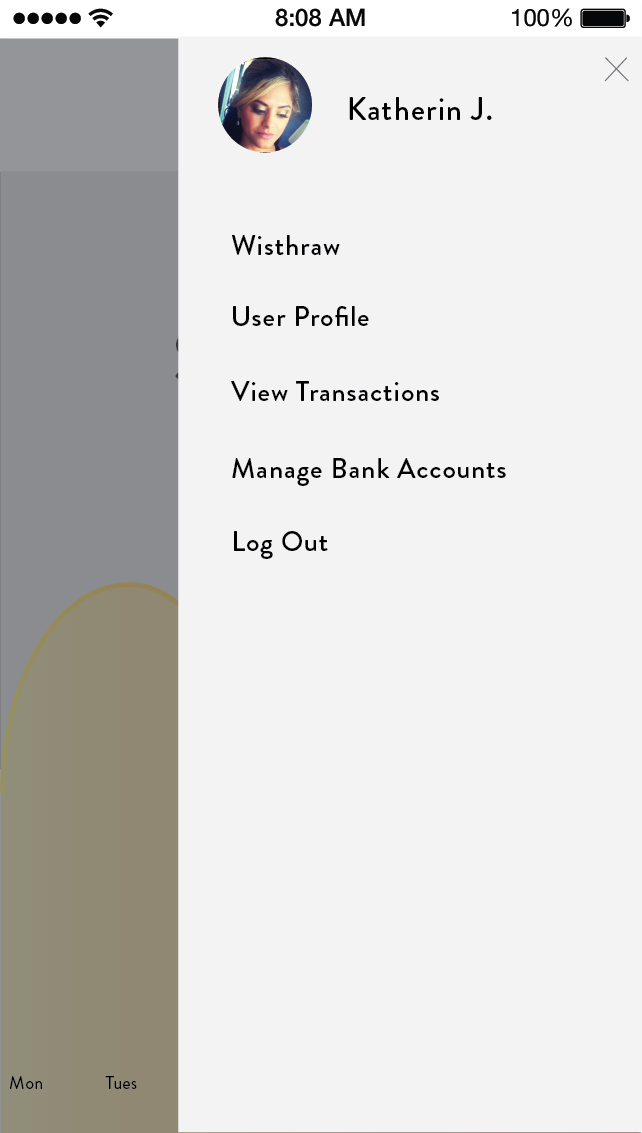 8:08 AM 100%
Katherin J.
Wisthraw
User Profile
View Transactions
Manage Bank Accounts
Log Out
Mon Tues